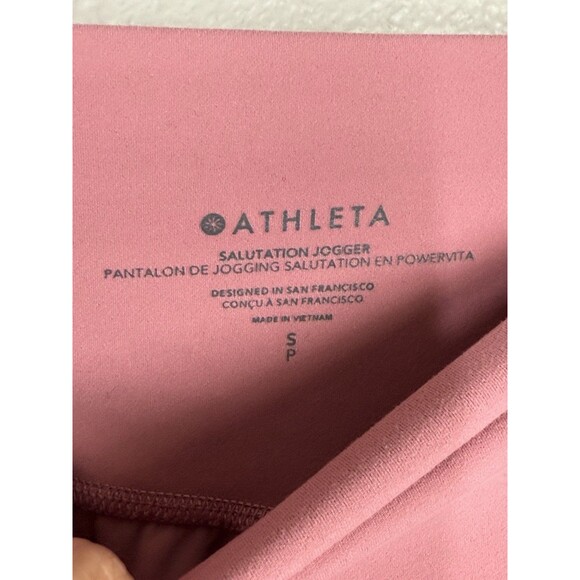 ATHLETA
SALUTATION JOGGER
PANTALON DE JOGGING SALUTATION EN POWERVITA
DESIGNED IN SAN FRANCISCO
CONÇU À SAN FRANCISCO
MADE IN VIETNAM
S
P